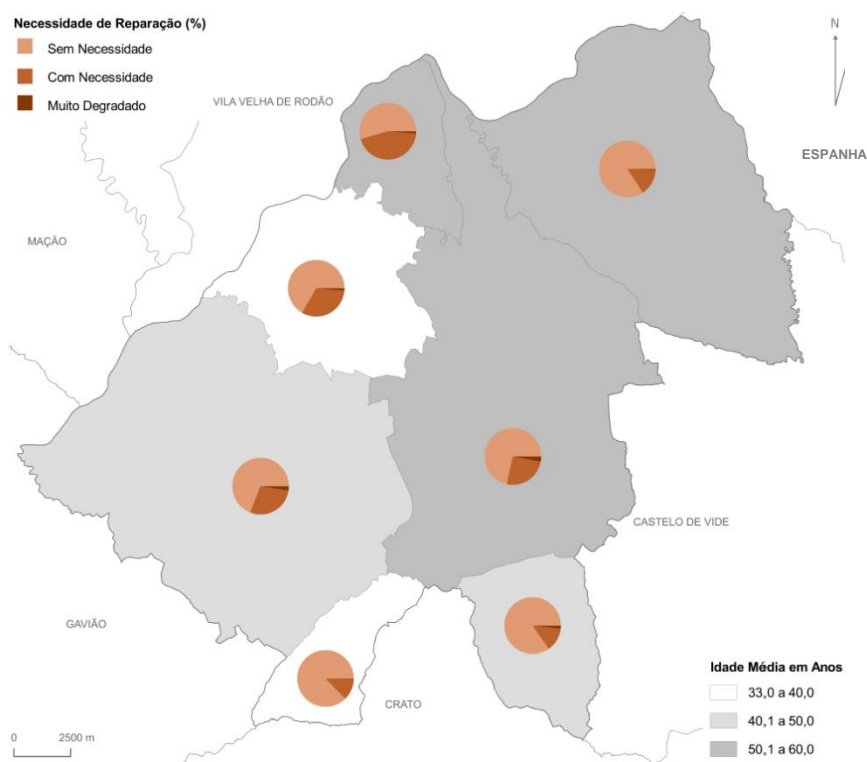 Necessidade de Reparação (%)
Sem Necessidade
Com Necessidade
Muito Degradado
N
VILA VELHA DE RODÃO
ESPANHA
MAÇÃO
CASTELO DE VIDE
GAVIÃO
CRATO
Idade Média em Anos
33,0 a 40,0
40,1 a 50,0
50,1 a 60,0
0 2500 m